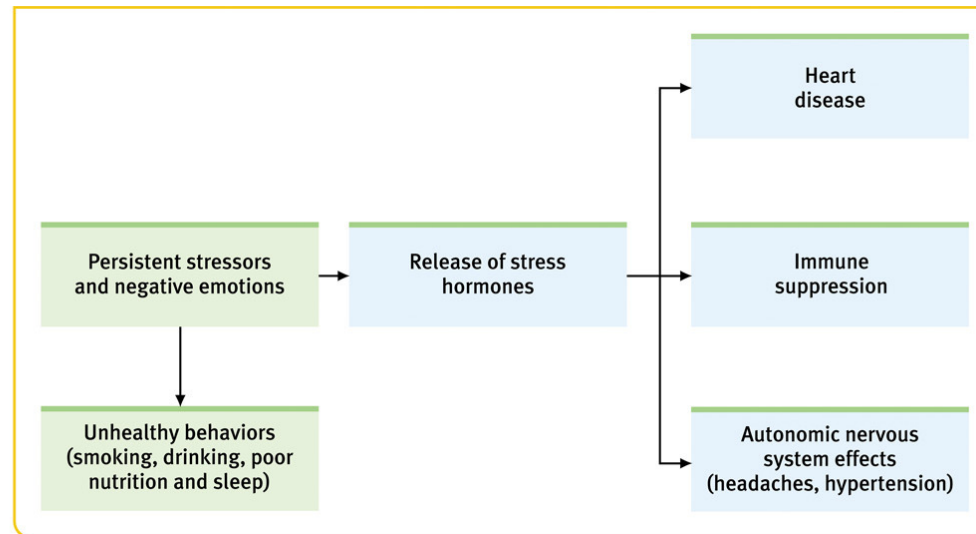 Heart
disease
Persistent stressors
and negative emotions
Release of stress
hormones
Immune
suppression
Unhealthy behaviors
(smoking, drinking, poor
nutrition and sleep)
Autonomic nervous
system effects
(headaches, hypertension)